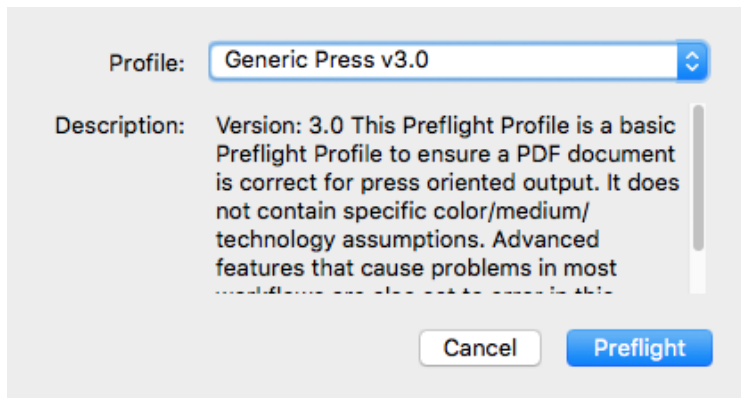 Profile: Generic Press v3.0
Description: Version: 3.0 This Preflight Profile is a basic
Preflight Profile to ensure a PDF document
is correct for press oriented output. It does
not contain specific color/medium/
technology assumptions. Advanced
features that cause problems in most
Cancel Preflight